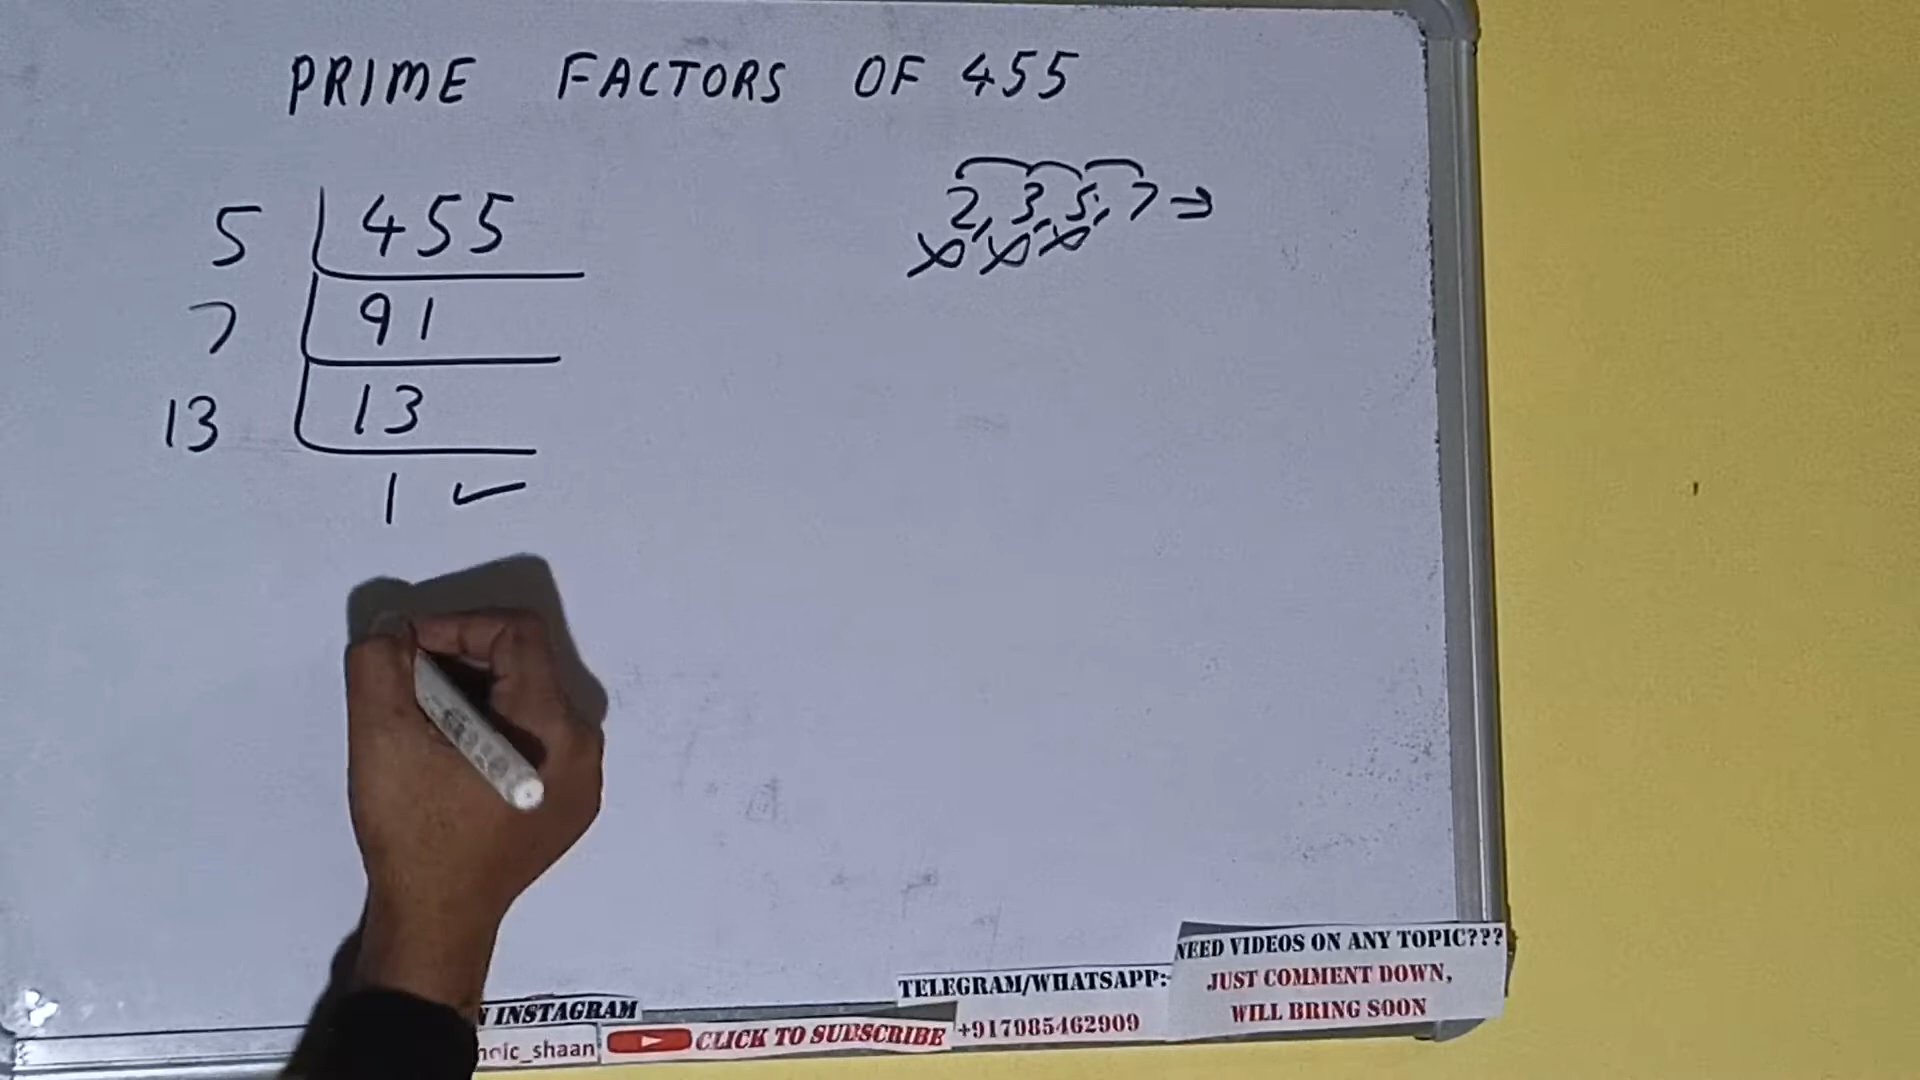 PRIME FACTORS OF 455
2, 3, 5, 7 →
5 | 455
7 | 91
13 | 13
1 ✓
NEED VIDEOS ON ANY TOPIC???
JUST COMMENT DOWN,
WILL BRING SOON
TELEGRAM/WHATSAPP:-
+917985462909
INSTAGRAM
CLICK TO SUBSCRIBE